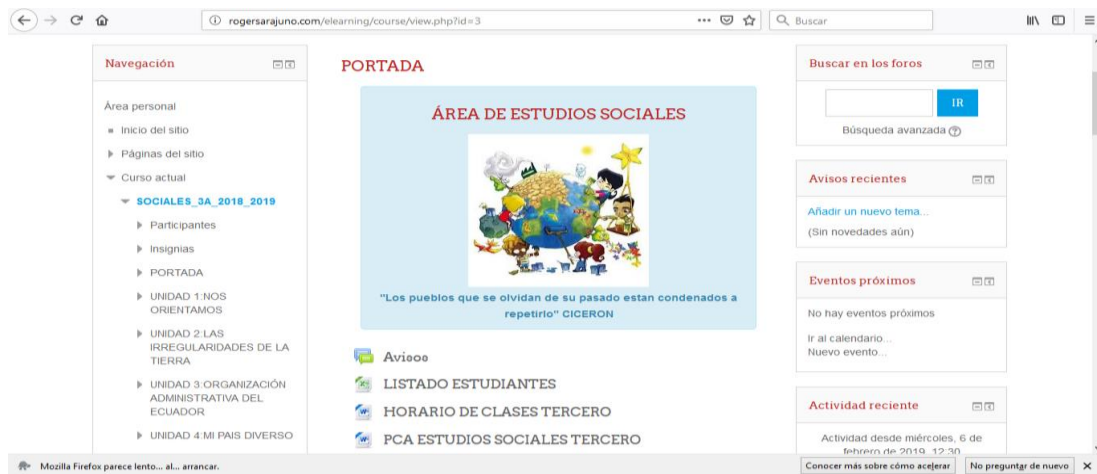 rogersarajuno.com/elearning/course/view.php?id=3
Buscar
Navegación
Área personal
Inicio del sitio
Páginas del sitio
Curso actual
SOCIALES_3A_2018_2019
Participantes
Insignias
PORTADA
UNIDAD 1:NOS
ORIENTAMOS
UNIDAD 2:LAS
IRREGULARIDADES DE LA
TIERRA
UNIDAD 3:ORGANIZACIÓN
ADMINISTRATIVA DEL
ECUADOR
UNIDAD 4:MI PAIS DIVERSO
PORTADA
ÁREA DE ESTUDIOS SOCIALES
"Los pueblos que se olvidan de su pasado estan condenados a
repetirlo" CICERON
Avisos
LISTADO ESTUDIANTES
HORARIO DE CLASES TERCERO
PCA ESTUDIOS SOCIALES TERCERO
Buscar en los foros
IR
Búsqueda avanzada
Avisos recientes
Añadir un nuevo tema...
(Sin novedades aún)
Eventos próximos
No hay eventos próximos
Ir al calendario...
Nuevo evento...
Actividad reciente
Actividad desde miércoles, 6 de
febrero de 2019, 12:30
Mozilla Firefox parece lento... al... arrancar.
Conocer más sobre cómo acelerar
No preguntar de nuevo